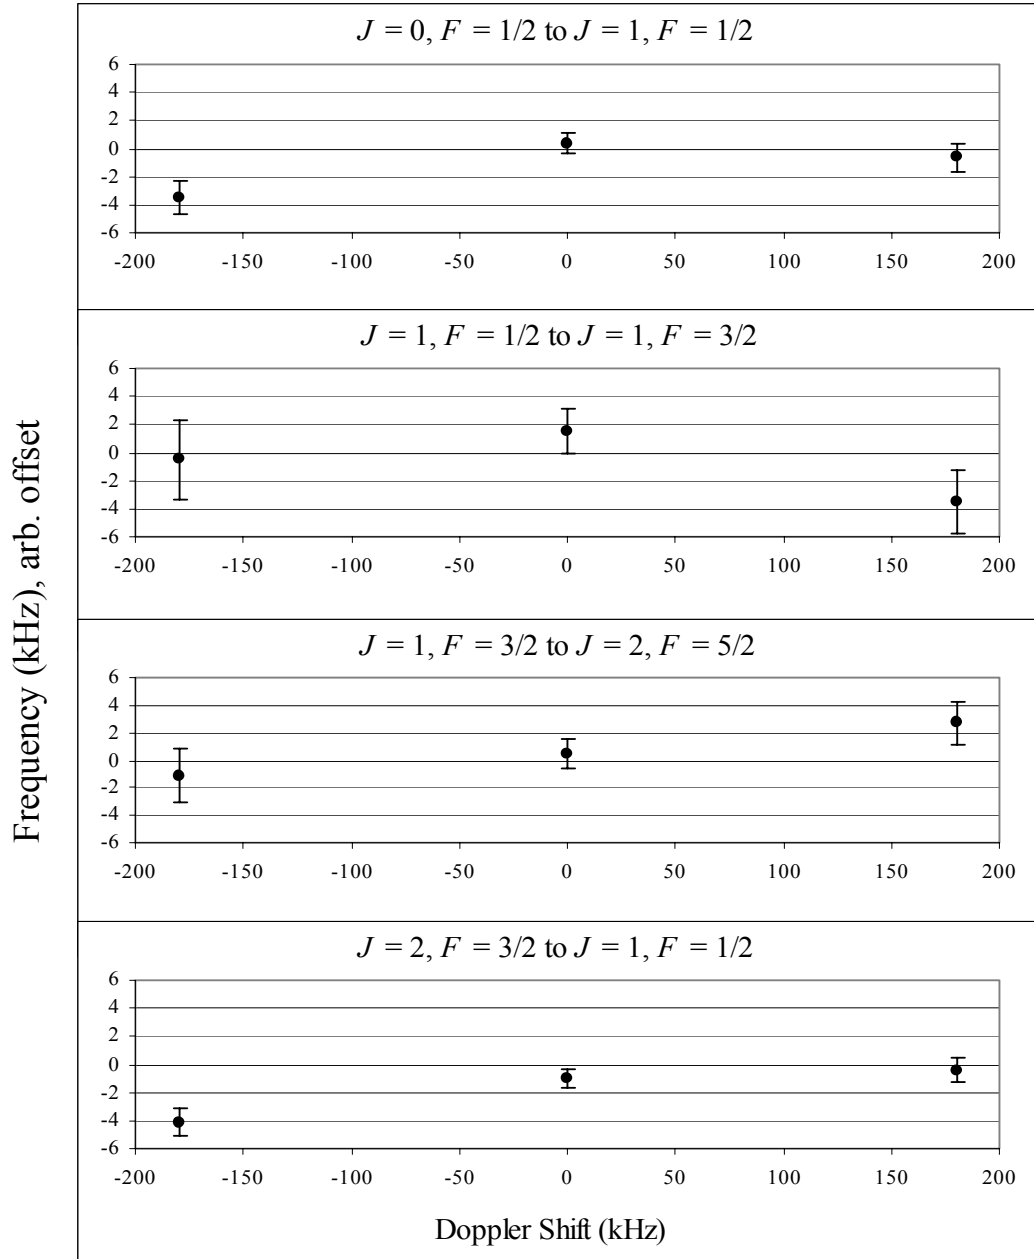 J = 0, F = 1/2 to J = 1, F = 1/2
6
4
2
0
-2
-4
-6
-200 -150 -100 -50 0 50 100 150 200
J = 1, F = 1/2 to J = 1, F = 3/2
6
4
2
0
-2
-4
-6
-200 -150 -100 -50 0 50 100 150 200
J = 1, F = 3/2 to J = 2, F = 5/2
6
4
2
0
-2
-4
-6
-200 -150 -100 -50 0 50 100 150 200
J = 2, F = 3/2 to J = 1, F = 1/2
6
4
2
0
-2
-4
-6
-200 -150 -100 -50 0 50 100 150 200
Doppler Shift (kHz)
Frequency (kHz), arb. offset